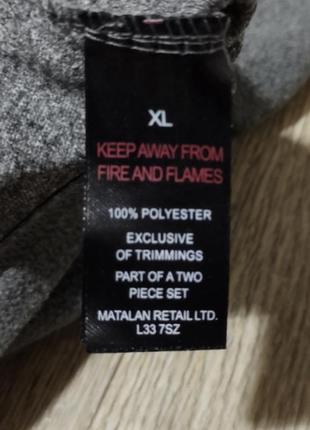 XL
KEEP AWAY FROM
FIRE AND FLAMES
100% POLYESTER
EXCLUSIVE
OF TRIMMINGS
PART OF A TWO
PIECE SET
MATALAN RETAIL LTD.
L33 7SZ